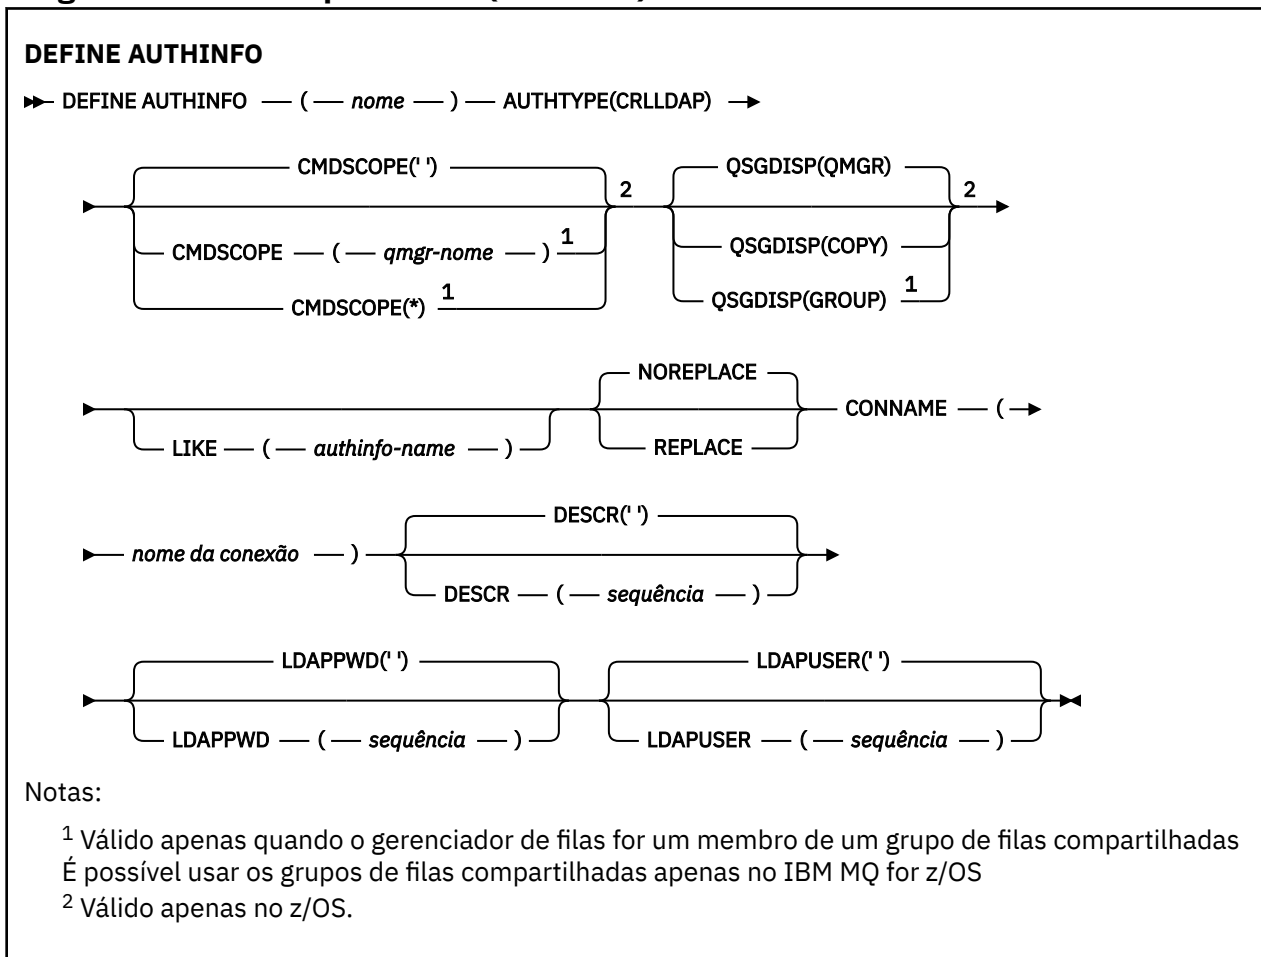 DEFINE AUTHINFO
DEFINE AUTHINFO ( nome ) AUTHTYPE(CRLLDAP)
CMDSCOPE(' ')
CMDSCOPE ( qmgr-nome ) 1
CMDSCOPE(*) 1
2
QSGDISP(QMGR)
QSGDISP(COPY)
QSGDISP(GROUP) 1
2
LIKE ( authinfo-name )
NOREPLACE
REPLACE
CONNAME (
nome da conexão )
DESCR(' ')
DESCR ( sequência )
LDAPPWD(' ')
LDAPPWD ( sequência )
LDAPUSER(' ')
LDAPUSER ( sequência )
Notas:
1 Válido apenas quando o gerenciador de filas for um membro de um grupo de filas compartilhadas
É possível usar os grupos de filas compartilhadas apenas no IBM MQ for z/OS
2 Válido apenas no z/OS.